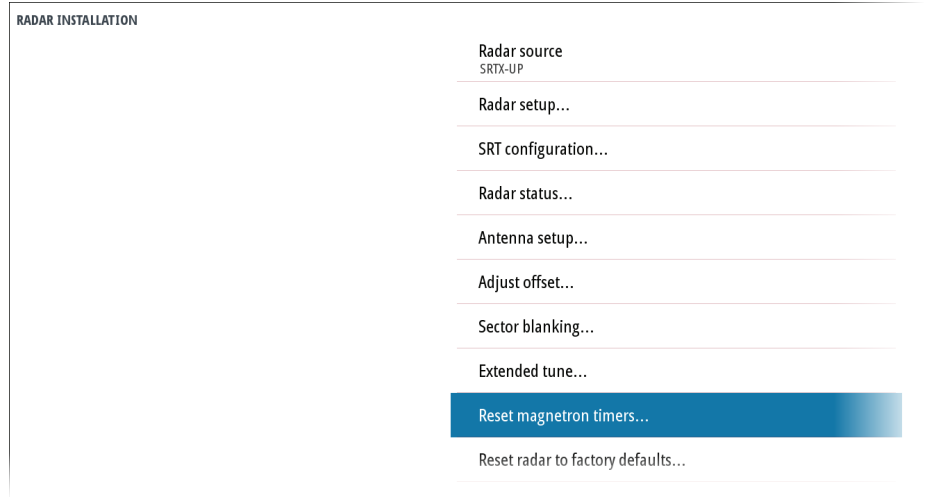 RADAR INSTALLATION
Radar source
SRTX-UP
Radar setup...
SRT configuration...
Radar status...
Antenna setup...
Adjust offset...
Sector blanking...
Extended tune...
Reset magnetron timers...
Reset radar to factory defaults...